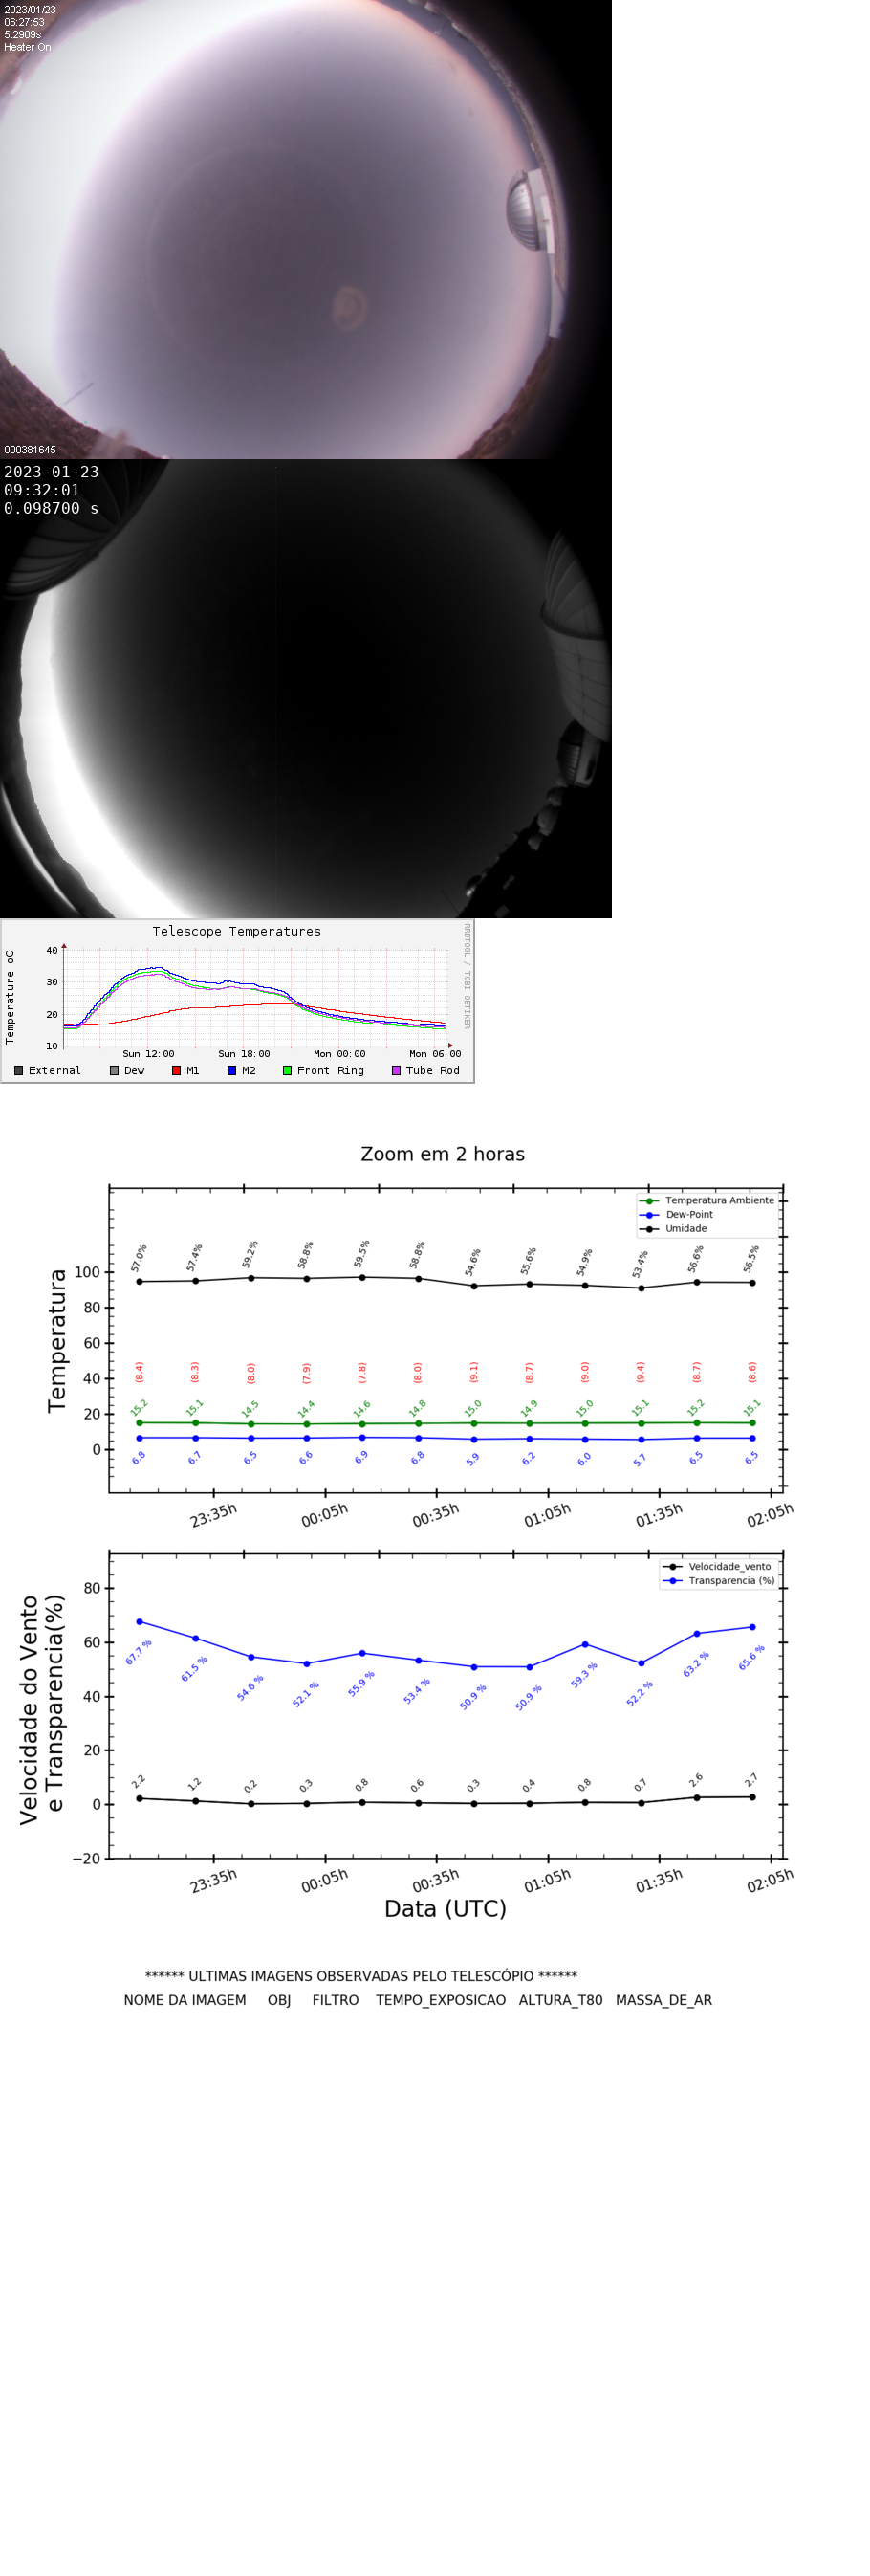 2023/01/23
06:27:53
5.2909s
Heater On
000381645
2023-01-23
09:32:01
0.098700 s
Telescope Temperatures
RRDTOOL / TOBI OETIKER
Temperature oC
40
30
20
10
Sun 12:00 Sun 18:00 Mon 00:00 Mon 06:00
External Dew M1 M2 Front Ring Tube Rod
Zoom em 2 horas
Temperatura Ambiente
Dew-Point
Umidade
57.0% 57.4% 59.2% 58.8% 59.5% 58.8% 54.6% 55.6% 54.9% 53.4% 56.6% 56.5%
Temperatura
100
80
60
40
20
0
(8.4) (8.3) (8.0) (7.9) (7.8) (8.0) (9.1) (8.7) (9.0) (9.4) (8.7) (8.6)
15.2 15.1 14.5 14.4 14.6 14.8 15.0 14.9 15.0 15.1 15.2 15.1
6.8 6.7 6.5 6.6 6.9 6.8 5.9 6.2 6.0 5.7 6.5 6.5
23:35h 00:05h 00:35h 01:05h 01:35h 02:05h
Velocidade_vento
Transparencia (%)
Velocidade do Vento
e Transparencia(%)
80
60
40
20
0
−20
67.7 % 61.5 % 54.6 % 52.1 % 55.9 % 53.4 % 50.9 % 50.9 % 59.3 % 52.2 % 63.2 % 65.6 %
2.2 1.2 0.2 0.3 0.8 0.6 0.3 0.4 0.8 0.7 2.6 2.7
23:35h 00:05h 00:35h 01:05h 01:35h 02:05h
Data (UTC)
****** ULTIMAS IMAGENS OBSERVADAS PELO TELESCÓPIO ******
NOME DA IMAGEM OBJ FILTRO TEMPO_EXPOSICAO ALTURA_T80 MASSA_DE_AR